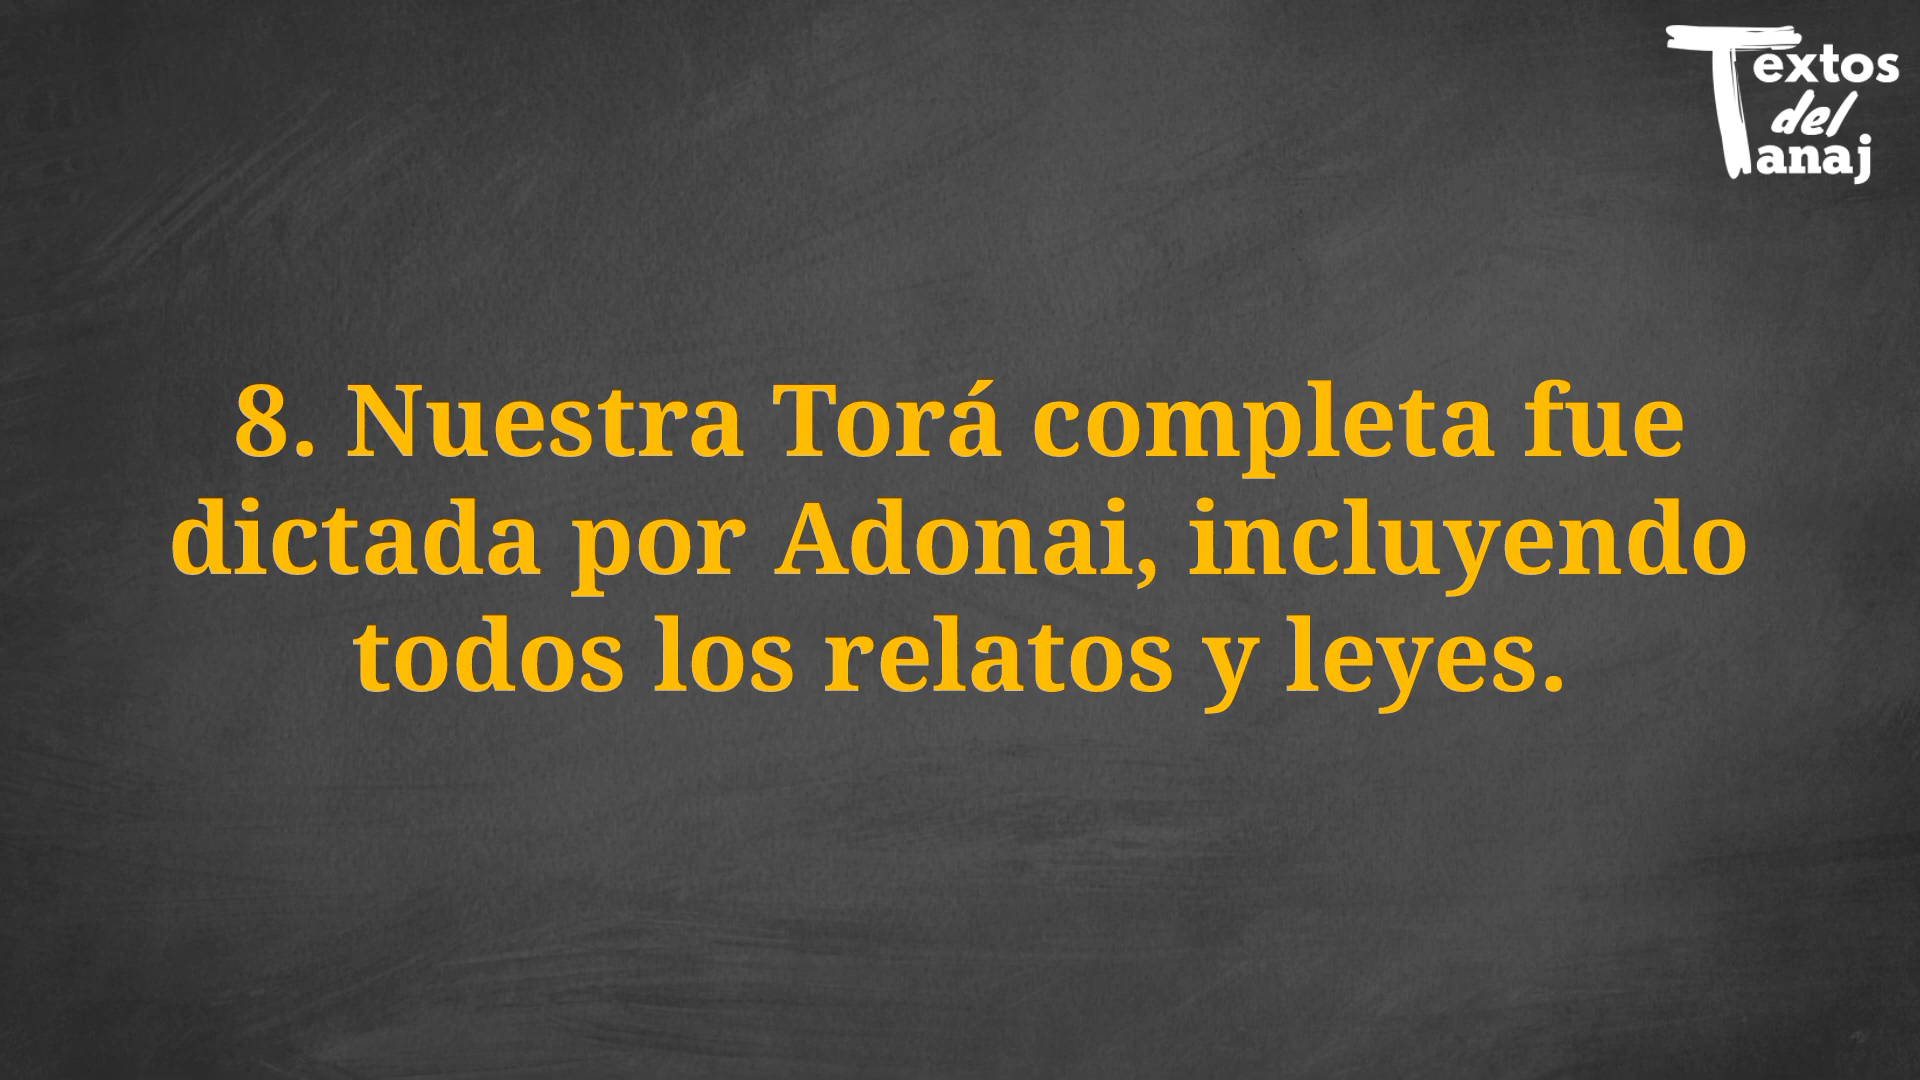 Textos
del
Tanaj
8. Nuestra Torá completa fue
dictada por Adonai, incluyendo
todos los relatos y leyes.